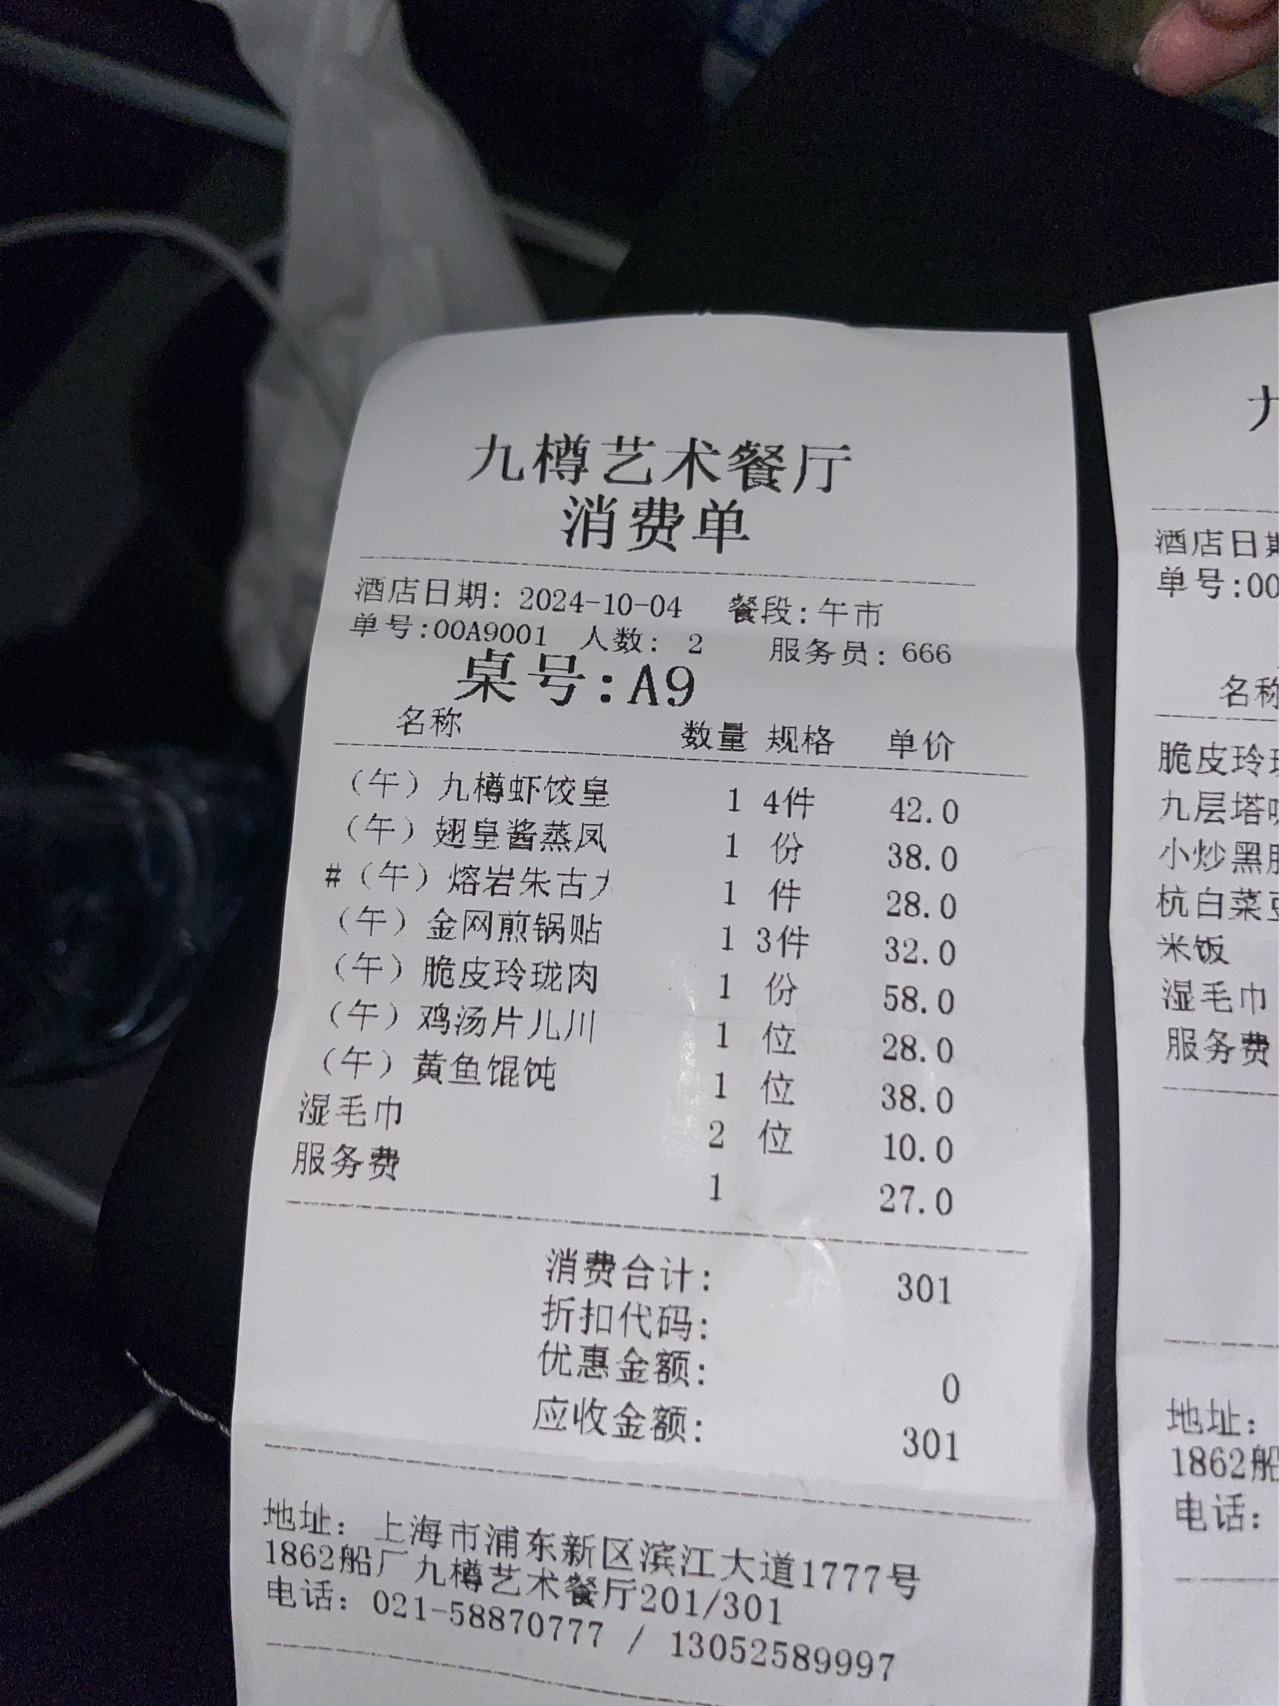 九樽艺术餐厅
消费单
酒店日期: 2024-10-04 餐段: 午市
单号:00A9001 人数: 2 服务员: 666
桌号:A9
名称 数量 规格 单价
(午) 九樽虾饺皇 1 4件 42.0
(午) 翅皇酱蒸凤 1 份 38.0
#(午) 熔岩朱古 1 件 28.0
(午) 金网煎锅贴 1 3件 32.0
(午) 脆皮玲珑肉 1 份 58.0
(午) 鸡汤片儿川 1 位 28.0
(午) 黄鱼馄饨 1 位 38.0
湿毛巾 2 位 10.0
服务费 1 27.0
消费合计: 301
折扣代码:
优惠金额: 0
应收金额: 301
地址: 上海市浦东新区滨江大道1777号
1862船厂九樽艺术餐厅201/301
电话: 021-58870777 / 13052589997
九
酒店日
单号:00
名称
脆皮玲
九层塔
小炒黑
杭白菜
米饭
湿毛巾
服务费
地址:
1862船
电话: